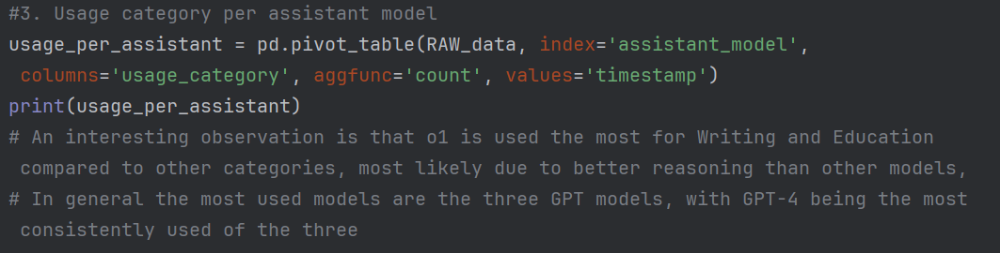 #3. Usage category per assistant model
usage_per_assistant = pd.pivot_table(RAW_data, index='assistant_model',
columns='usage_category', aggfunc='count', values='timestamp')
print(usage_per_assistant)
# An interesting observation is that o1 is used the most for Writing and Education
compared to other categories, most likely due to better reasoning than other models,
# In general the most used models are the three GPT models, with GPT-4 being the most
consistently used of the three